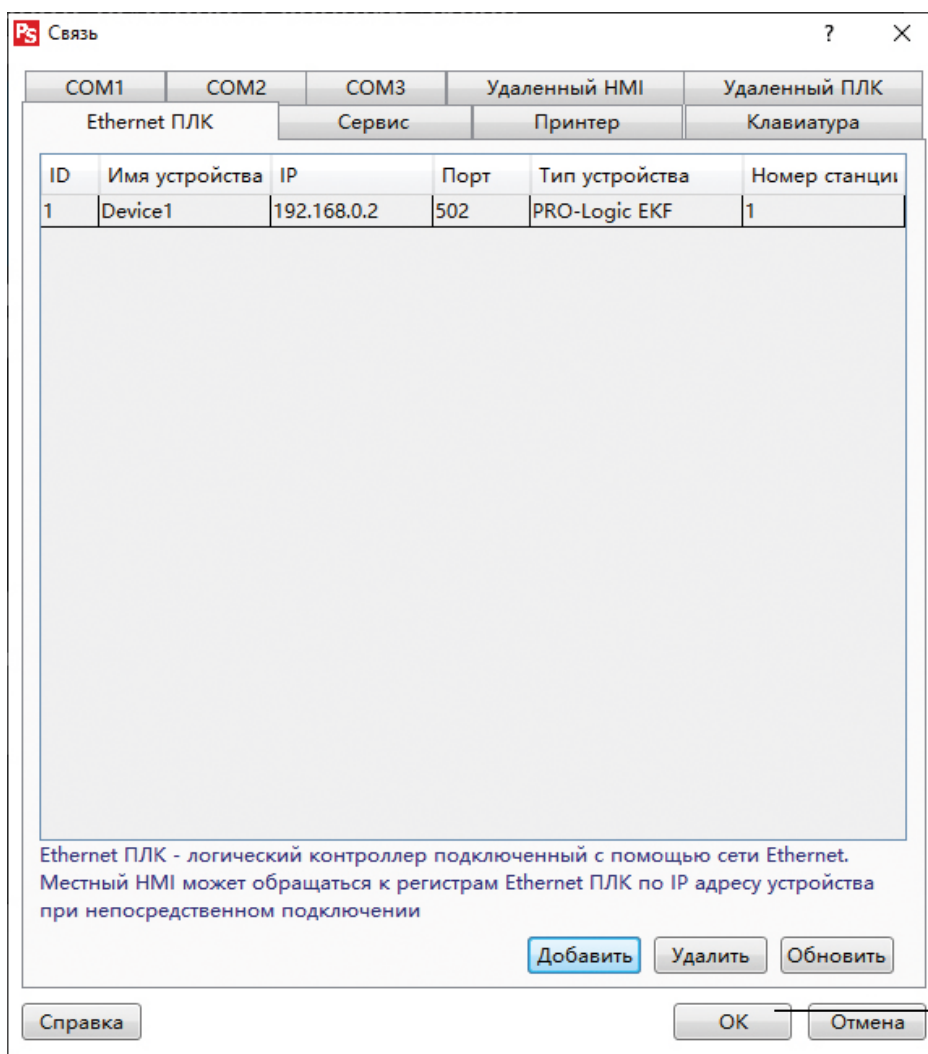 PS Связь ? ×
COM1 COM2 COM3 Удаленный HMI Удаленный ПЛК
Ethernet ПЛК Сервис Принтер Клавиатура
ID Имя устройства IP Порт Тип устройства Номер станции
1 Device1 192.168.0.2 502 PRO-Logic EKF 1
Ethernet ПЛК - логический контроллер подключенный с помощью сети Ethernet.
Местный HMI может обращаться к регистрам Ethernet ПЛК по IP адресу устройства
при непосредственном подключении
Добавить Удалить Обновить
Справка OK Отмена